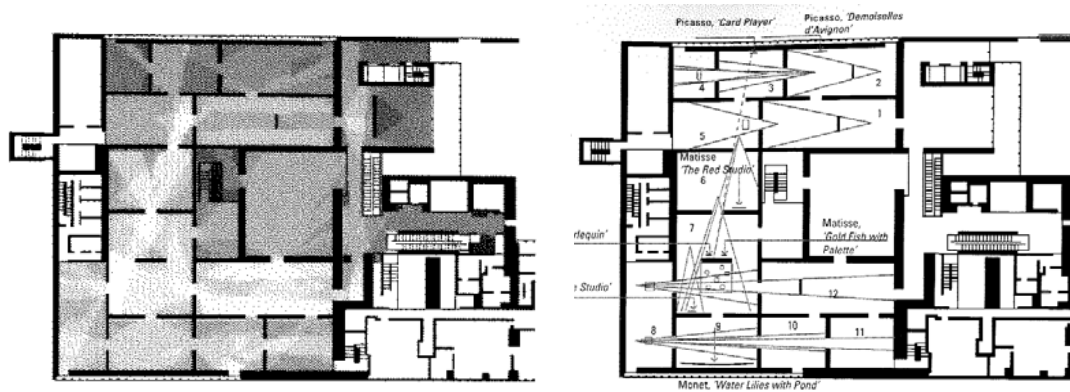 Picasso, 'Card Player'
Picasso, 'Demoiselles
d'Avignon'
4
3
2
1
5
Matisse
'The Red Studio'
6
7
Matisse,
'Gold Fish with
Palette'
rlequin'
e Studio'
12
8
9
10
11
Monet, 'Water Lilies with Pond'